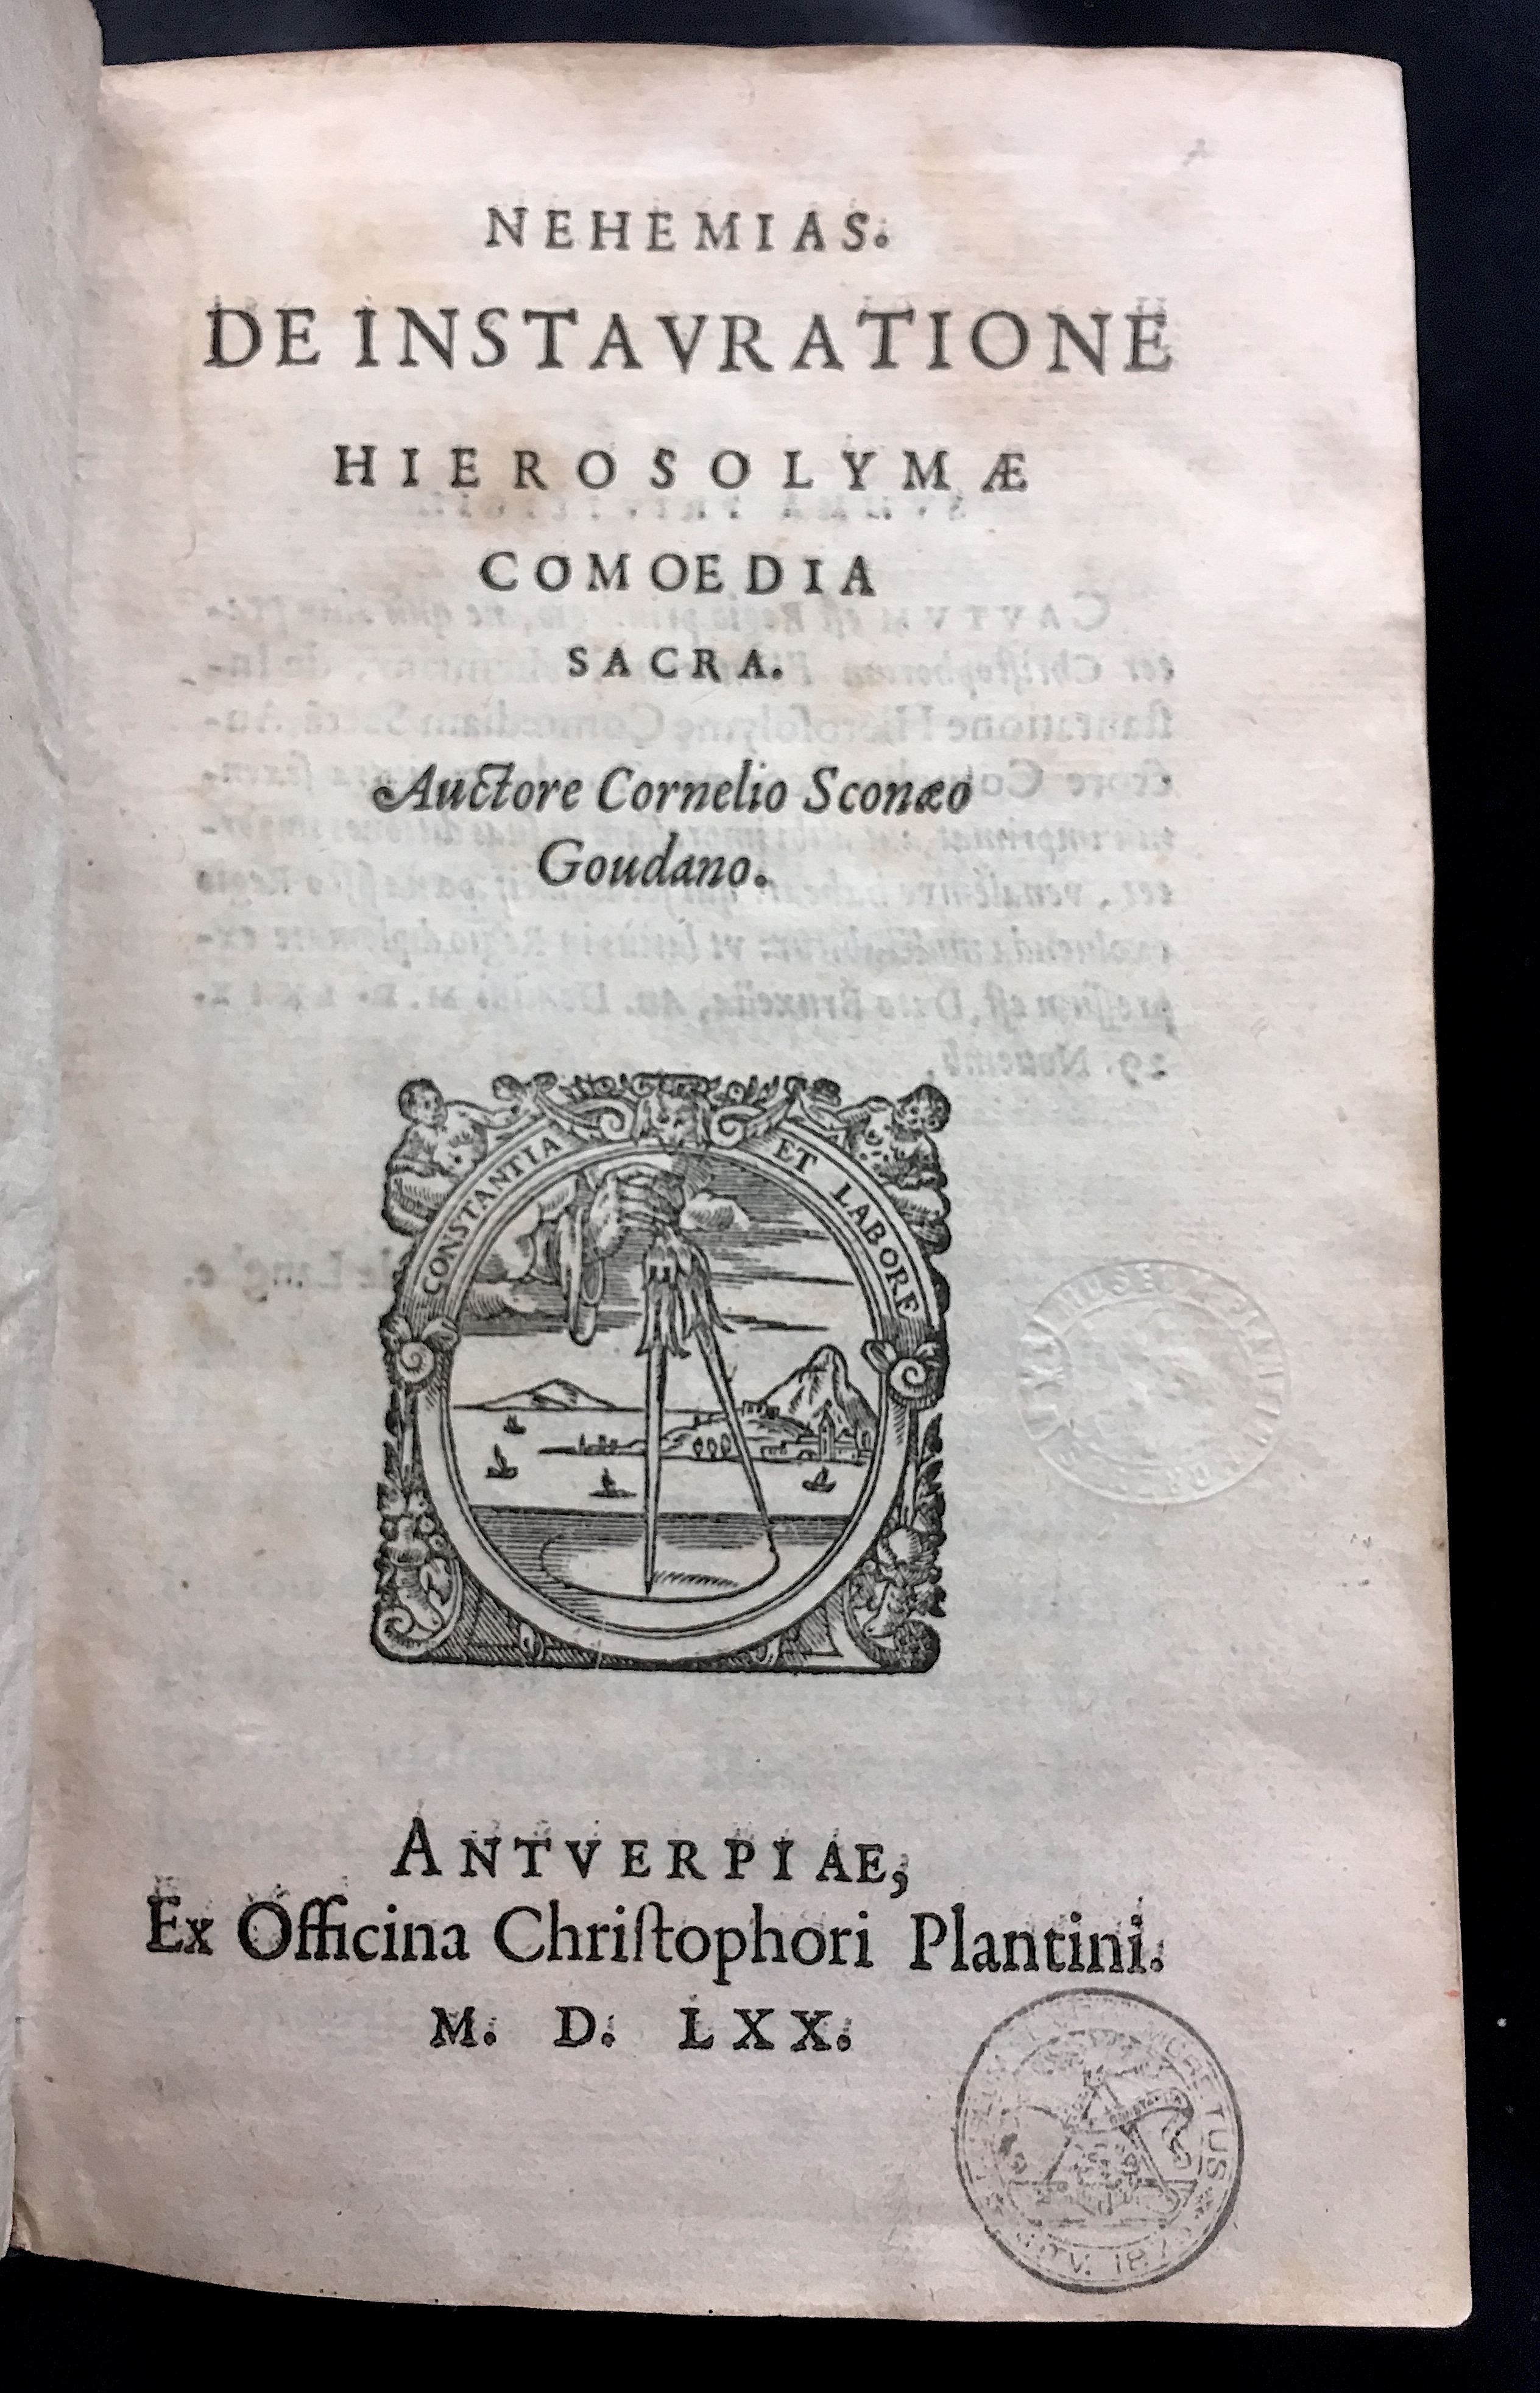 NEHEMIAS.
DE INSTAVRATIONE
HIEROSOLYMÆ
COMOEDIA
SACRA.
Auctore Cornelio Sconæo
Goudano.
CONSTANTIA ET LABORE
ANTVERPIAE,
Ex Officina Chriſtophori Plantini.
M. D. LXX.